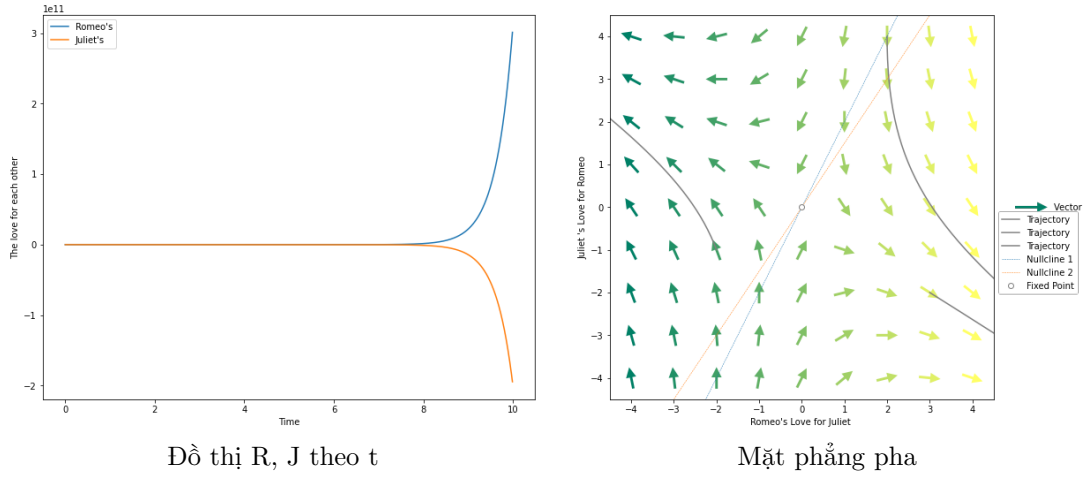 1e11
Romeo's
Juliet's
3
2
1
0
−1
−2
The love for each other
0 2 4 6 8 10
Time
4
3
2
1
0
−1
−2
−3
−4
Juliet 's Love for Romeo
−4 −3 −2 −1 0 1 2 3 4
Romeo's Love for Juliet
Vector
Trajectory
Trajectory
Trajectory
Nullcline 1
Nullcline 2
Fixed Point
Đồ thị R, J theo t
Mặt phẳng pha